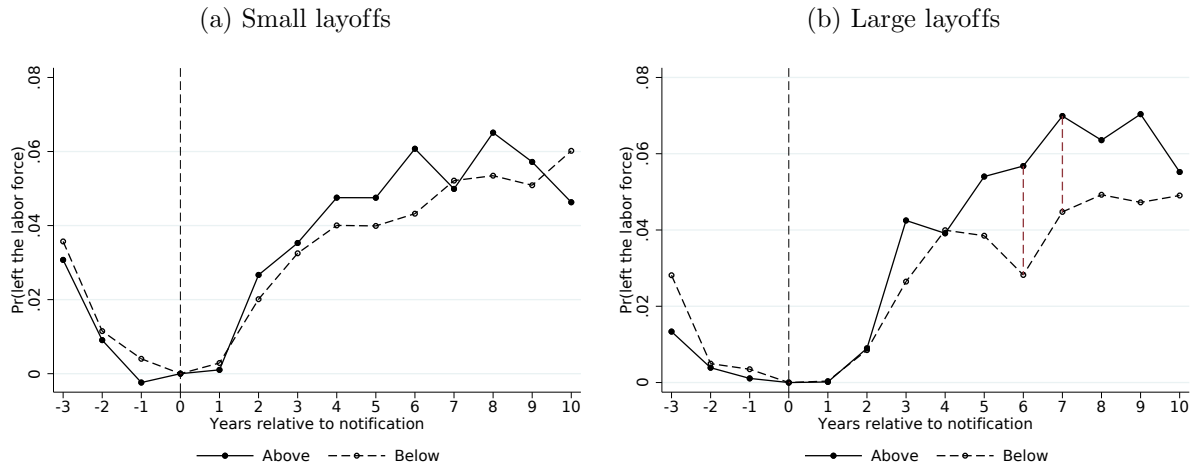 (a) Small layoffs
Pr(left the labor force)
.08
.06
.04
.02
0
-3 -2 -1 0 1 2 3 4 5 6 7 8 9 10
Years relative to notification
Above Below
(b) Large layoffs
Pr(left the labor force)
.08
.06
.04
.02
0
-3 -2 -1 0 1 2 3 4 5 6 7 8 9 10
Years relative to notification
Above Below